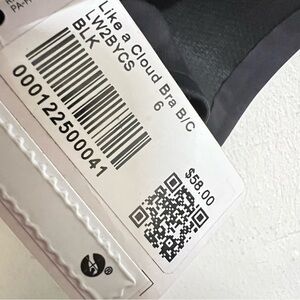 Like a Cloud Bra B/C
LW2BYCS
6
BLK
000122500041
$58.00
®